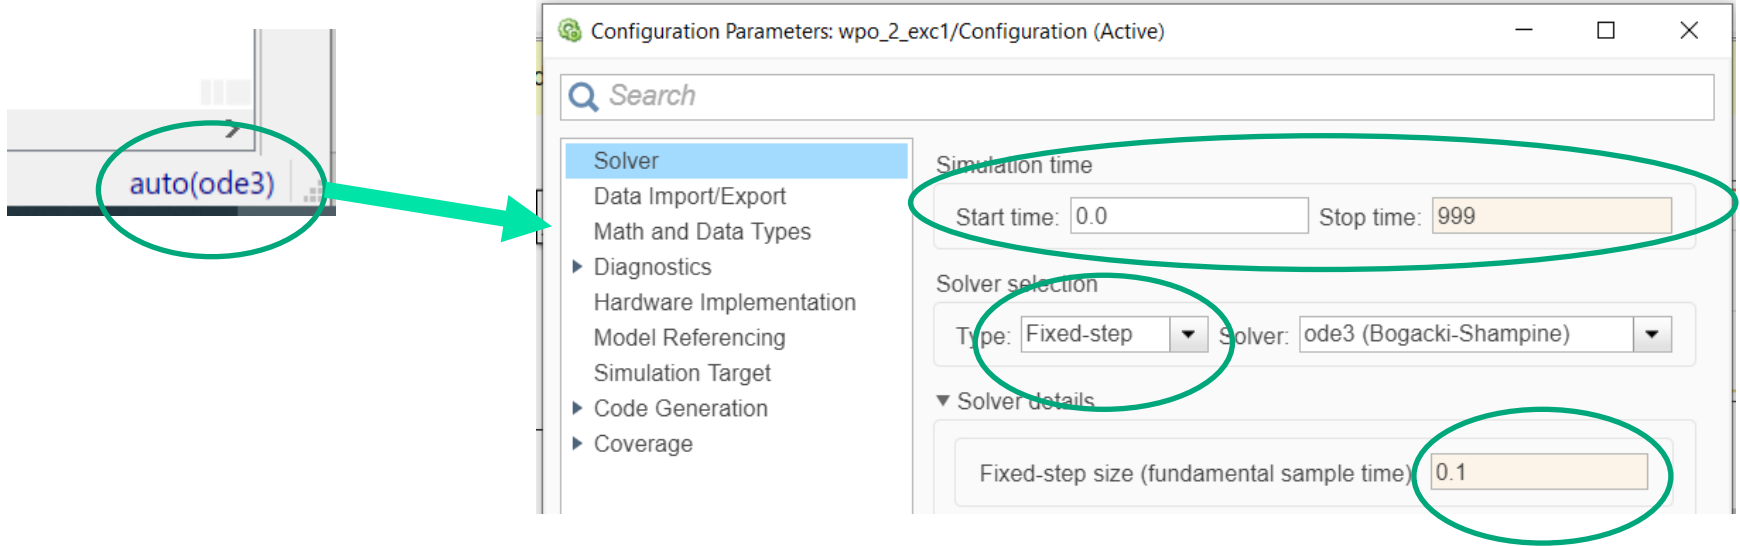 auto(ode3)
Configuration Parameters: wpo_2_exc1/Configuration (Active)
Search
Solver
Data Import/Export
Math and Data Types
Diagnostics
Hardware Implementation
Model Referencing
Simulation Target
Code Generation
Coverage
Simulation time
Start time: 0.0 Stop time: 999
Solver selection
Type: Fixed-step Solver: ode3 (Bogacki-Shampine)
Solver details
Fixed-step size (fundamental sample time) 0.1